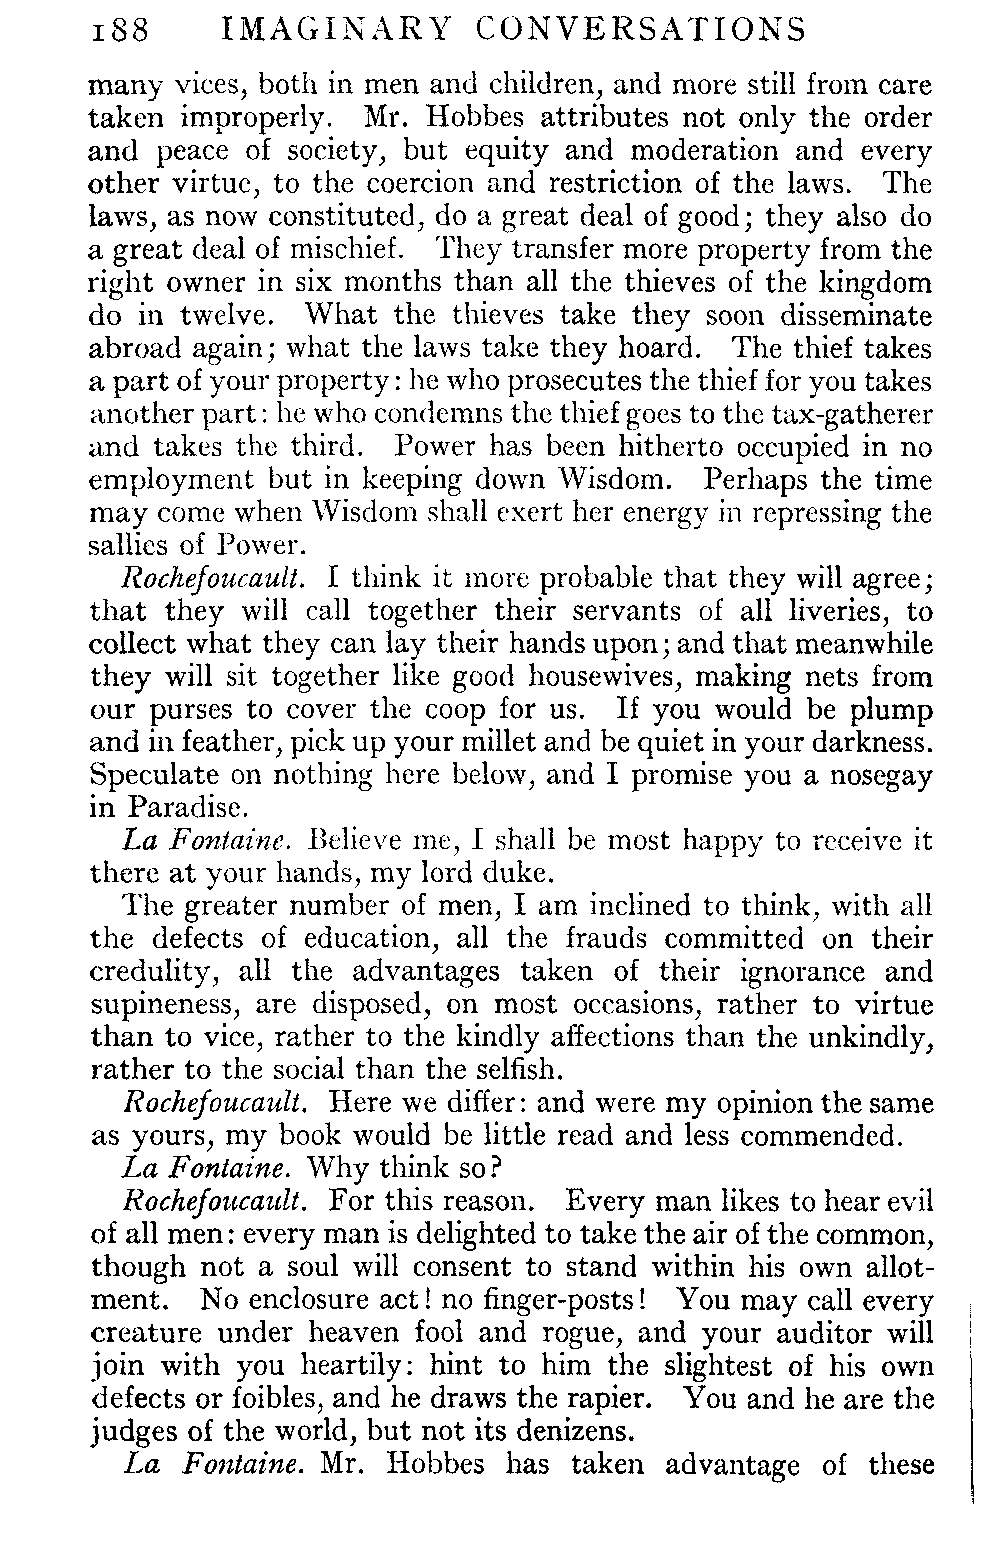 188 IMAGINARY CONVERSATIONS
many vices, both in men and children, and more still from care
taken improperly. Mr. Hobbes attributes not only the order
and peace of society, but equity and moderation and every
other virtue, to the coercion and restriction of the laws. The
laws, as now constituted, do a great deal of good; they also do
a great deal of mischief. They transfer more property from the
right owner in six months than all the thieves of the kingdom
do in twelve. What the thieves take they soon disseminate
abroad again; what the laws take they hoard. The thief takes
a part of your property: he who prosecutes the thief for you takes
another part: he who condemns the thief goes to the tax-gatherer
and takes the third. Power has been hitherto occupied in no
employment but in keeping down Wisdom. Perhaps the time
may come when Wisdom shall exert her energy in repressing the
sallies of Power.
Rochefoucault. I think it more probable that they will agree;
that they will call together their servants of all liveries, to
collect what they can lay their hands upon; and that meanwhile
they will sit together like good housewives, making nets from
our purses to cover the coop for us. If you would be plump
and in feather, pick up your millet and be quiet in your darkness.
Speculate on nothing here below, and I promise you a nosegay
in Paradise.
La Fontaine. Believe me, I shall be most happy to receive it
there at your hands, my lord duke.
The greater number of men, I am inclined to think, with all
the defects of education, all the frauds committed on their
credulity, all the advantages taken of their ignorance and
supineness, are disposed, on most occasions, rather to virtue
than to vice, rather to the kindly affections than the unkindly,
rather to the social than the selfish.
Rochefoucault. Here we differ: and were my opinion the same
as yours, my book would be little read and less commended.
La Fontaine. Why think so?
Rochefoucault. For this reason. Every man likes to hear evil
of all men: every man is delighted to take the air of the common,
though not a soul will consent to stand within his own allot-
ment. No enclosure act! no finger-posts! You may call every
creature under heaven fool and rogue, and your auditor will
join with you heartily: hint to him the slightest of his own
defects or foibles, and he draws the rapier. You and he are the
judges of the world, but not its denizens.
La Fontaine. Mr. Hobbes has taken advantage of these